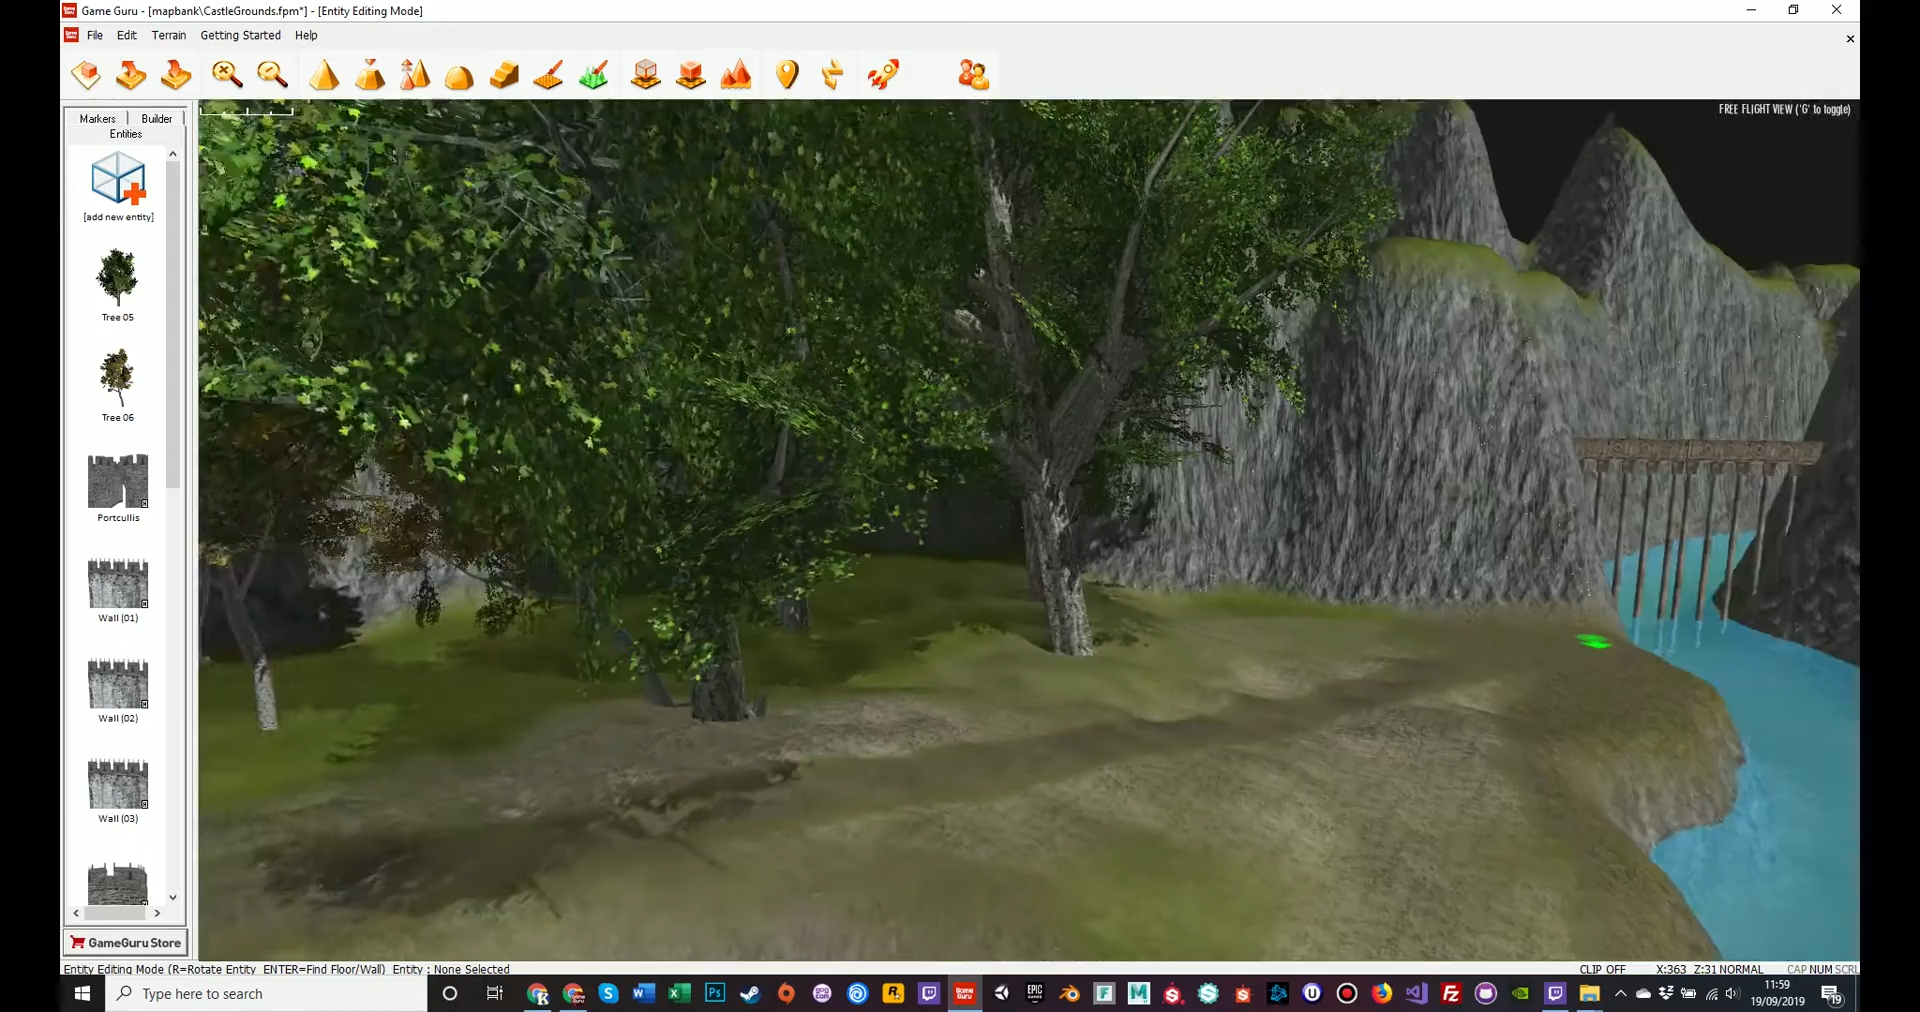 Game Guru - [mapbank\CastleGrounds.fpm*] - [Entity Editing Mode]
File Edit Terrain Getting Started Help
FREE FLIGHT VIEW ('G' to toggle)
Markers Builder
Entities
[add new entity]
Tree 05
Tree 06
Portcullis
Wall (01)
Wall (02)
Wall (03)
GameGuru Store
Entity Editing Mode (R=Rotate Entity ENTER=Find Floor/Wall) Entity : None Selected
CLIP OFF X:363 Z:31 NORMAL CAP NUM SCRL
Type here to search
11:59
19/09/2019
19